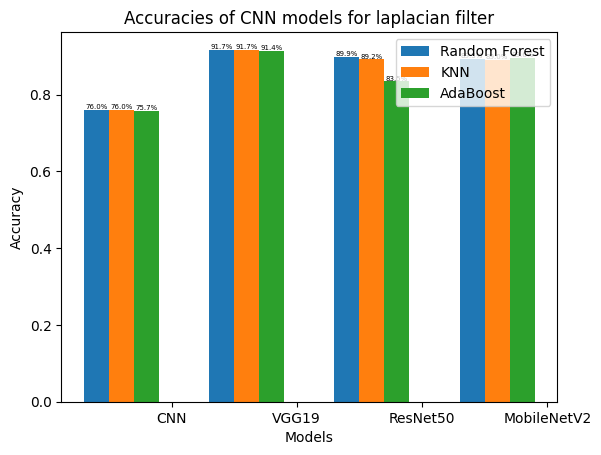 Accuracies of CNN models for laplacian filter
Random Forest
KNN
AdaBoost
76.0% 76.0% 75.7%
91.7% 91.7% 91.4%
89.9% 89.2%
0.8
0.6
0.4
0.2
0.0
Accuracy
CNN VGG19 ResNet50 MobileNetV2
Models